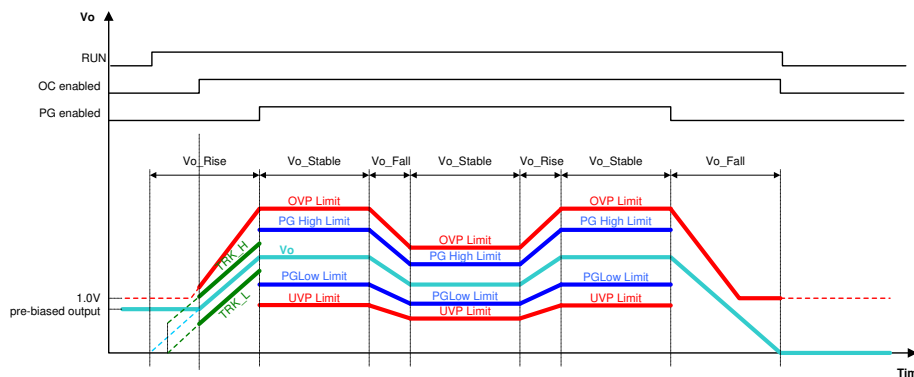 Vo
RUN
OC enabled
PG enabled
Vo_Rise
Vo_Stable
Vo_Fall
Vo_Stable
Vo_Rise
Vo_Stable
Vo_Fall
OVP Limit
OVP Limit
PG High Limit
PG High Limit
OVP Limit
TRK_H
Vo
PG High Limit
TRK_L
PGLow Limit
PGLow Limit
1.0V
PGLow Limit
UVP Limit
UVP Limit
pre-biased output
UVP Limit
Tim